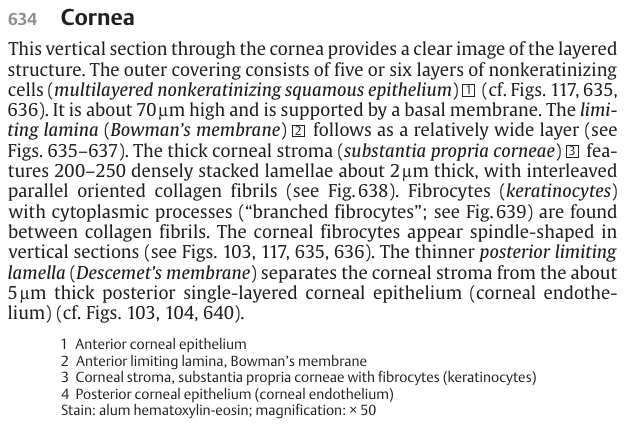 634 Cornea
This vertical section through the cornea provides a clear image of the layered
structure. The outer covering consists of five or six layers of nonkeratinizing
cells (multilayered nonkeratinizing squamous epithelium) 1 (cf. Figs. 117, 635,
636). It is about 70 µm high and is supported by a basal membrane. The limi-
ting lamina (Bowman's membrane) 2 follows as a relatively wide layer (see
Figs. 635–637). The thick corneal stroma (substantia propria corneae) 3 fea-
tures 200–250 densely stacked lamellae about 2 µm thick, with interleaved
parallel oriented collagen fibrils (see Fig. 638). Fibrocytes (keratinocytes)
with cytoplasmic processes (“branched fibrocytes”; see Fig. 639) are found
between collagen fibrils. The corneal fibrocytes appear spindle-shaped in
vertical sections (see Figs. 103, 117, 635, 636). The thinner posterior limiting
lamella (Descemet's membrane) separates the corneal stroma from the about
5 µm thick posterior single-layered corneal epithelium (corneal endothe-
lium) (cf. Figs. 103, 104, 640).
1 Anterior corneal epithelium
2 Anterior limiting lamina, Bowman's membrane
3 Corneal stroma, substantia propria corneae with fibrocytes (keratinocytes)
4 Posterior corneal epithelium (corneal endothelium)
Stain: alum hematoxylin-eosin; magnification: × 50